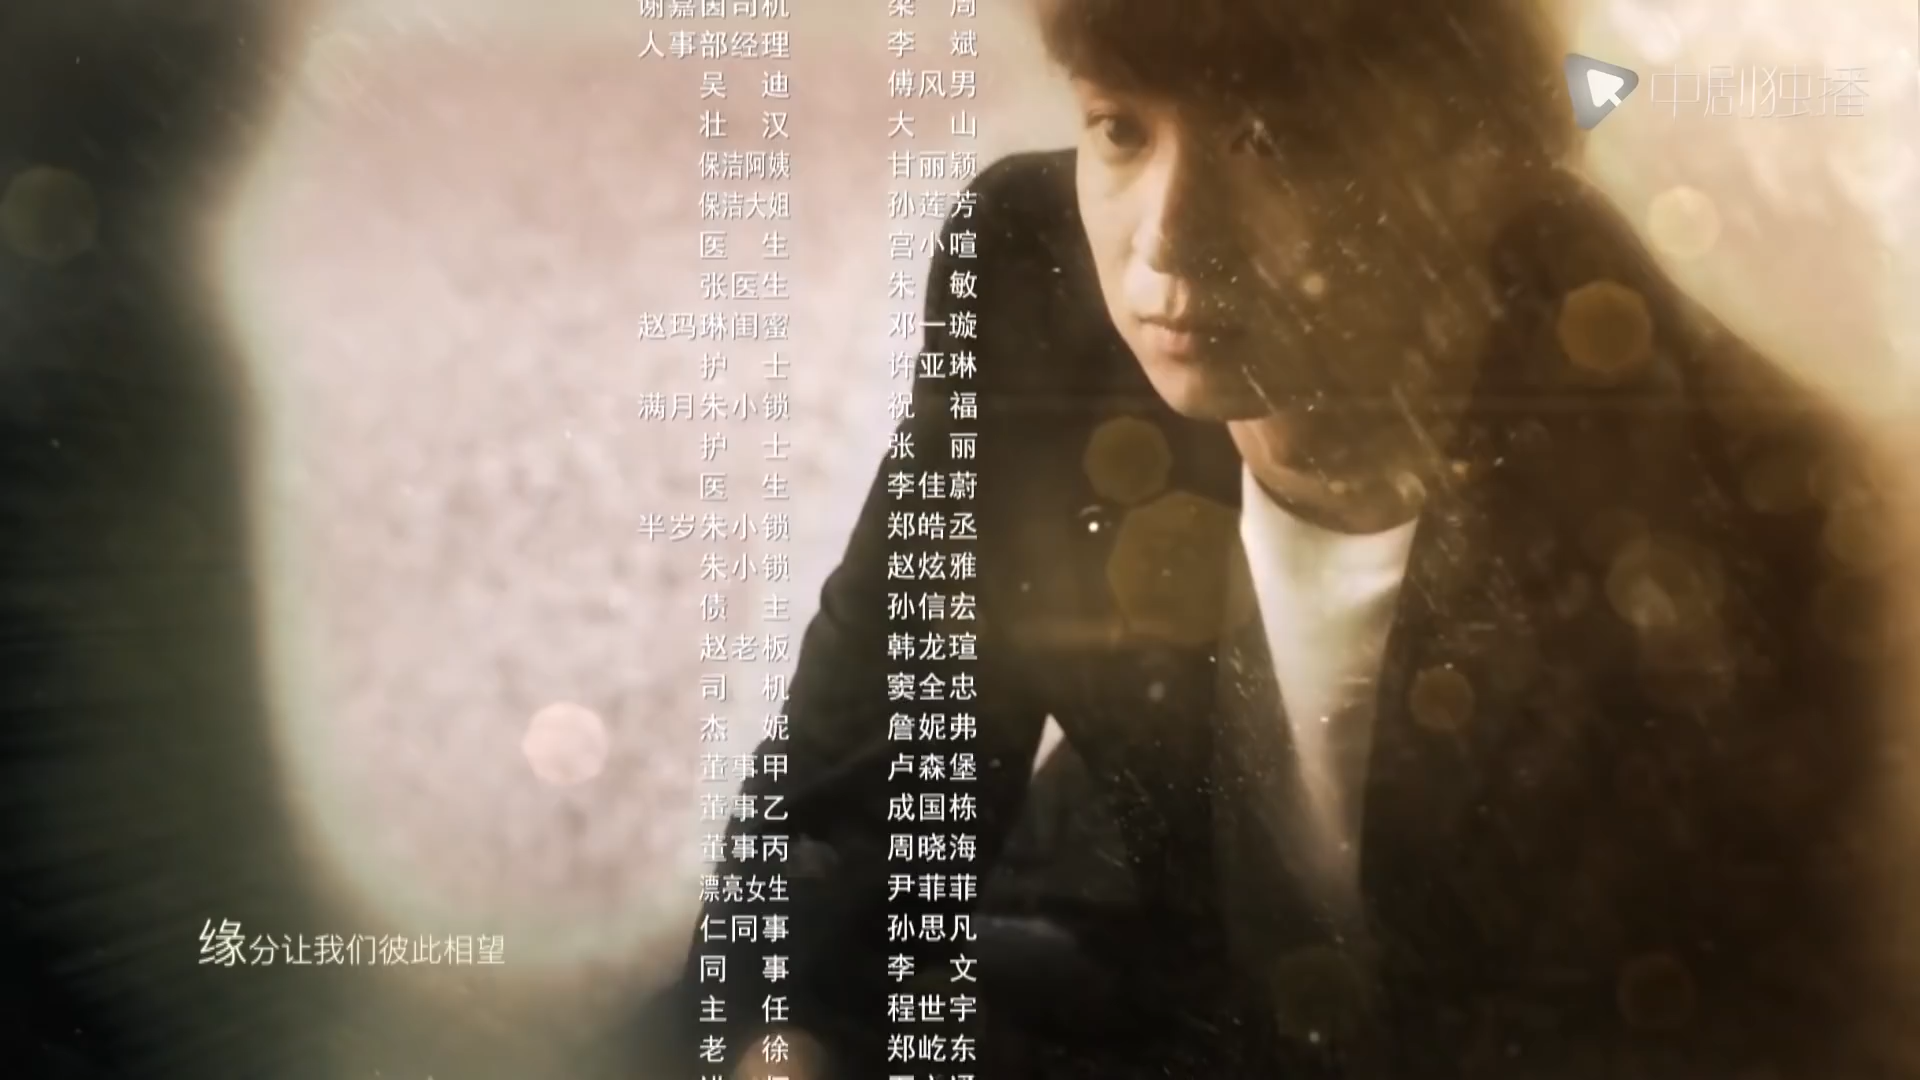 谢嘉茵司机 梁 周
人事部经理 李 斌
中剧独播
吴 迪 傅风男
壮 汉 大 山
保洁阿姨 甘丽颖
保洁大姐 孙莲芳
医 生 宫小喧
张医生 朱 敏
赵玛琳闺蜜 邓一璇
护 士 许亚琳
满月朱小锁 祝 福
护 士 张 丽
医 生 李佳蔚
半岁朱小锁 郑皓丞
朱小锁 赵炫雅
债 主 孙信宏
赵老板 韩龙瑄
司 机 窦全忠
杰 妮 詹妮弗
董事甲 卢森堡
董事乙 成国栋
董事丙 周晓海
漂亮女生 尹菲菲
仁同事 孙思凡
缘分让我们彼此相望
同 事 李 文
主 任 程世宇
老 徐 郑屹东